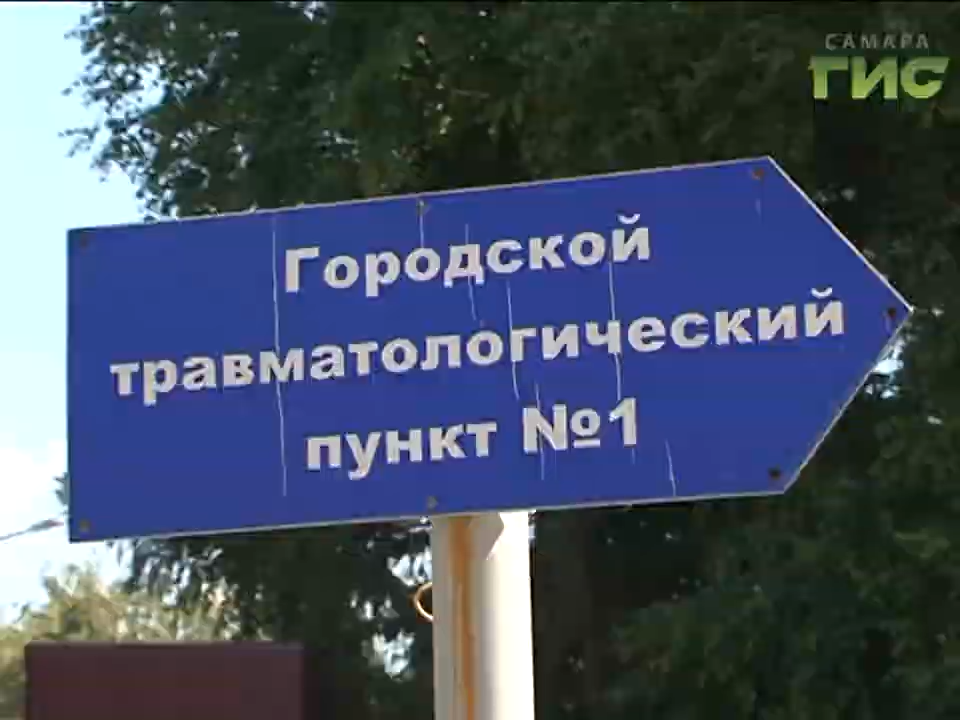 САМАРА
ГИС
Городской
травматологический
пункт №1